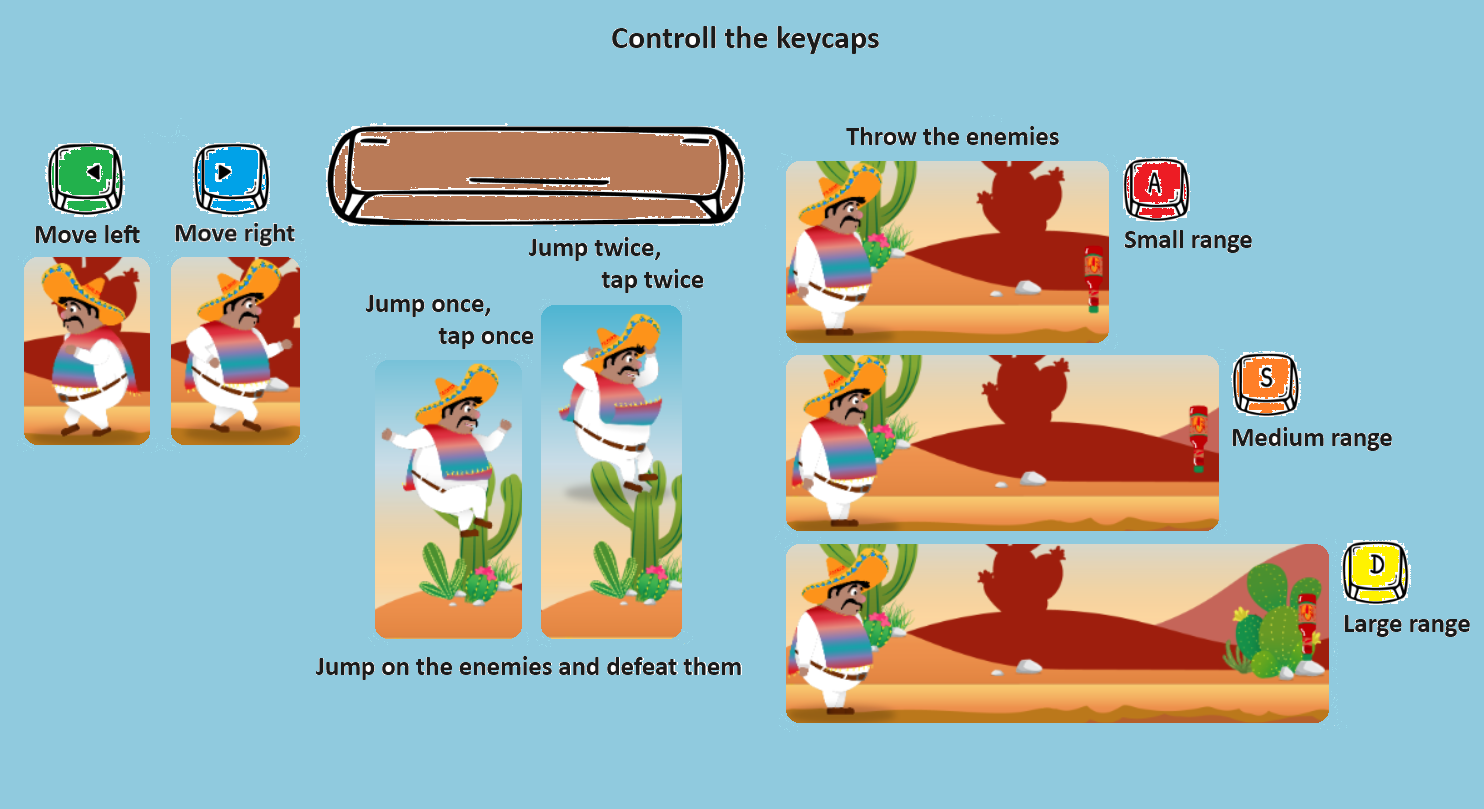 Controll the keycaps
Move left
Move right
Jump once,
tap once
Jump twice,
tap twice
Jump on the enemies and defeat them
Throw the enemies
A
Small range
S
Medium range
D
Large range